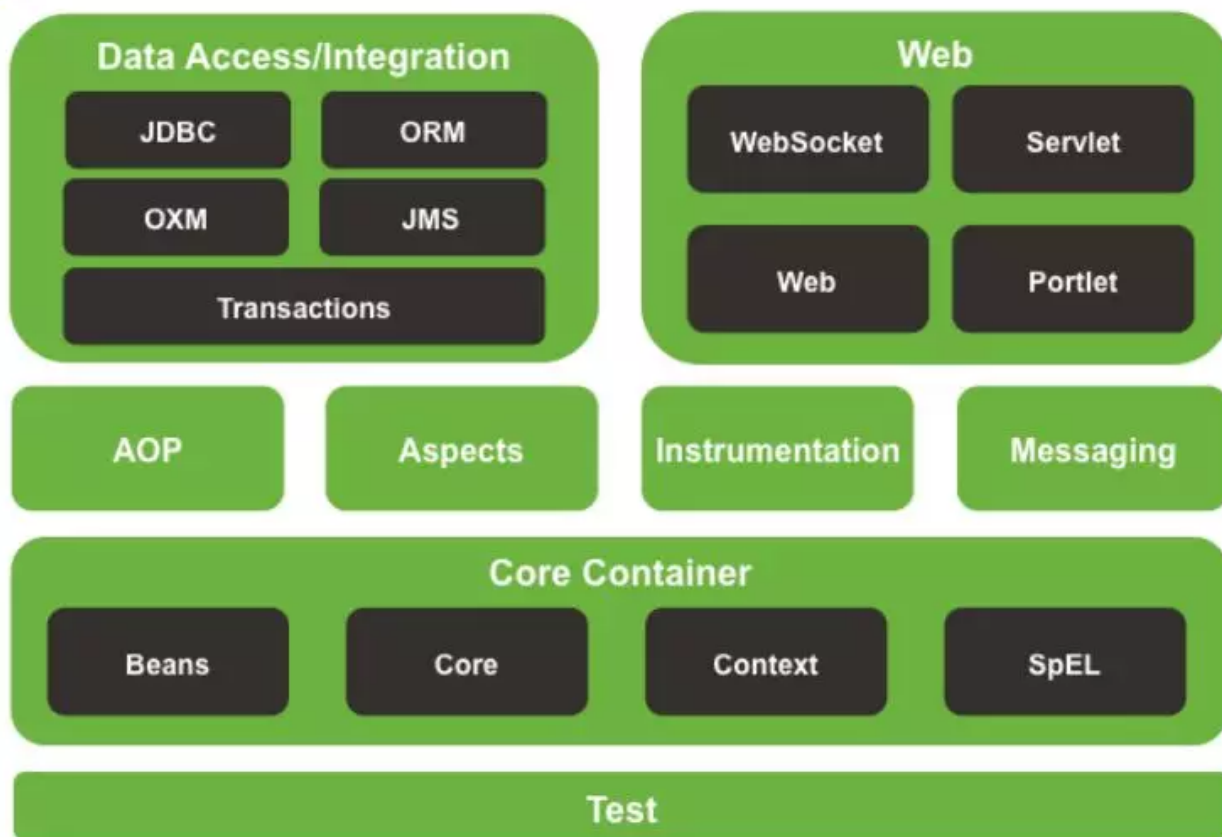 Data Access/Integration
JDBC
ORM
OXM
JMS
Transactions
Web
WebSocket
Servlet
Web
Portlet
AOP
Aspects
Instrumentation
Messaging
Core Container
Beans
Core
Context
SpEL
Test